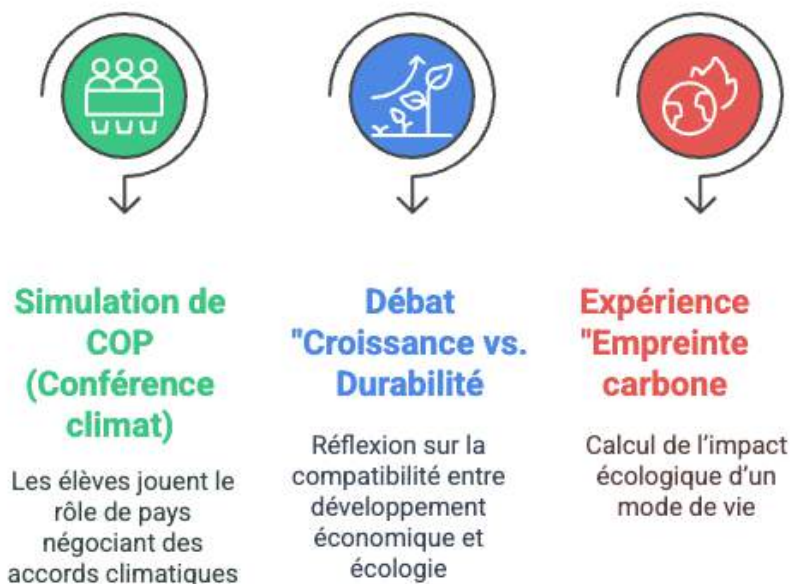 Simulation de
COP
(Conférence
climat)
Les élèves jouent le
rôle de pays
négociant des
accords climatiques
Débat
"Croissance vs.
Durabilité
Réflexion sur la
compatibilité entre
développement
économique et
écologie
Expérience
"Empreinte
carbone
Calcul de l'impact
écologique d'un
mode de vie